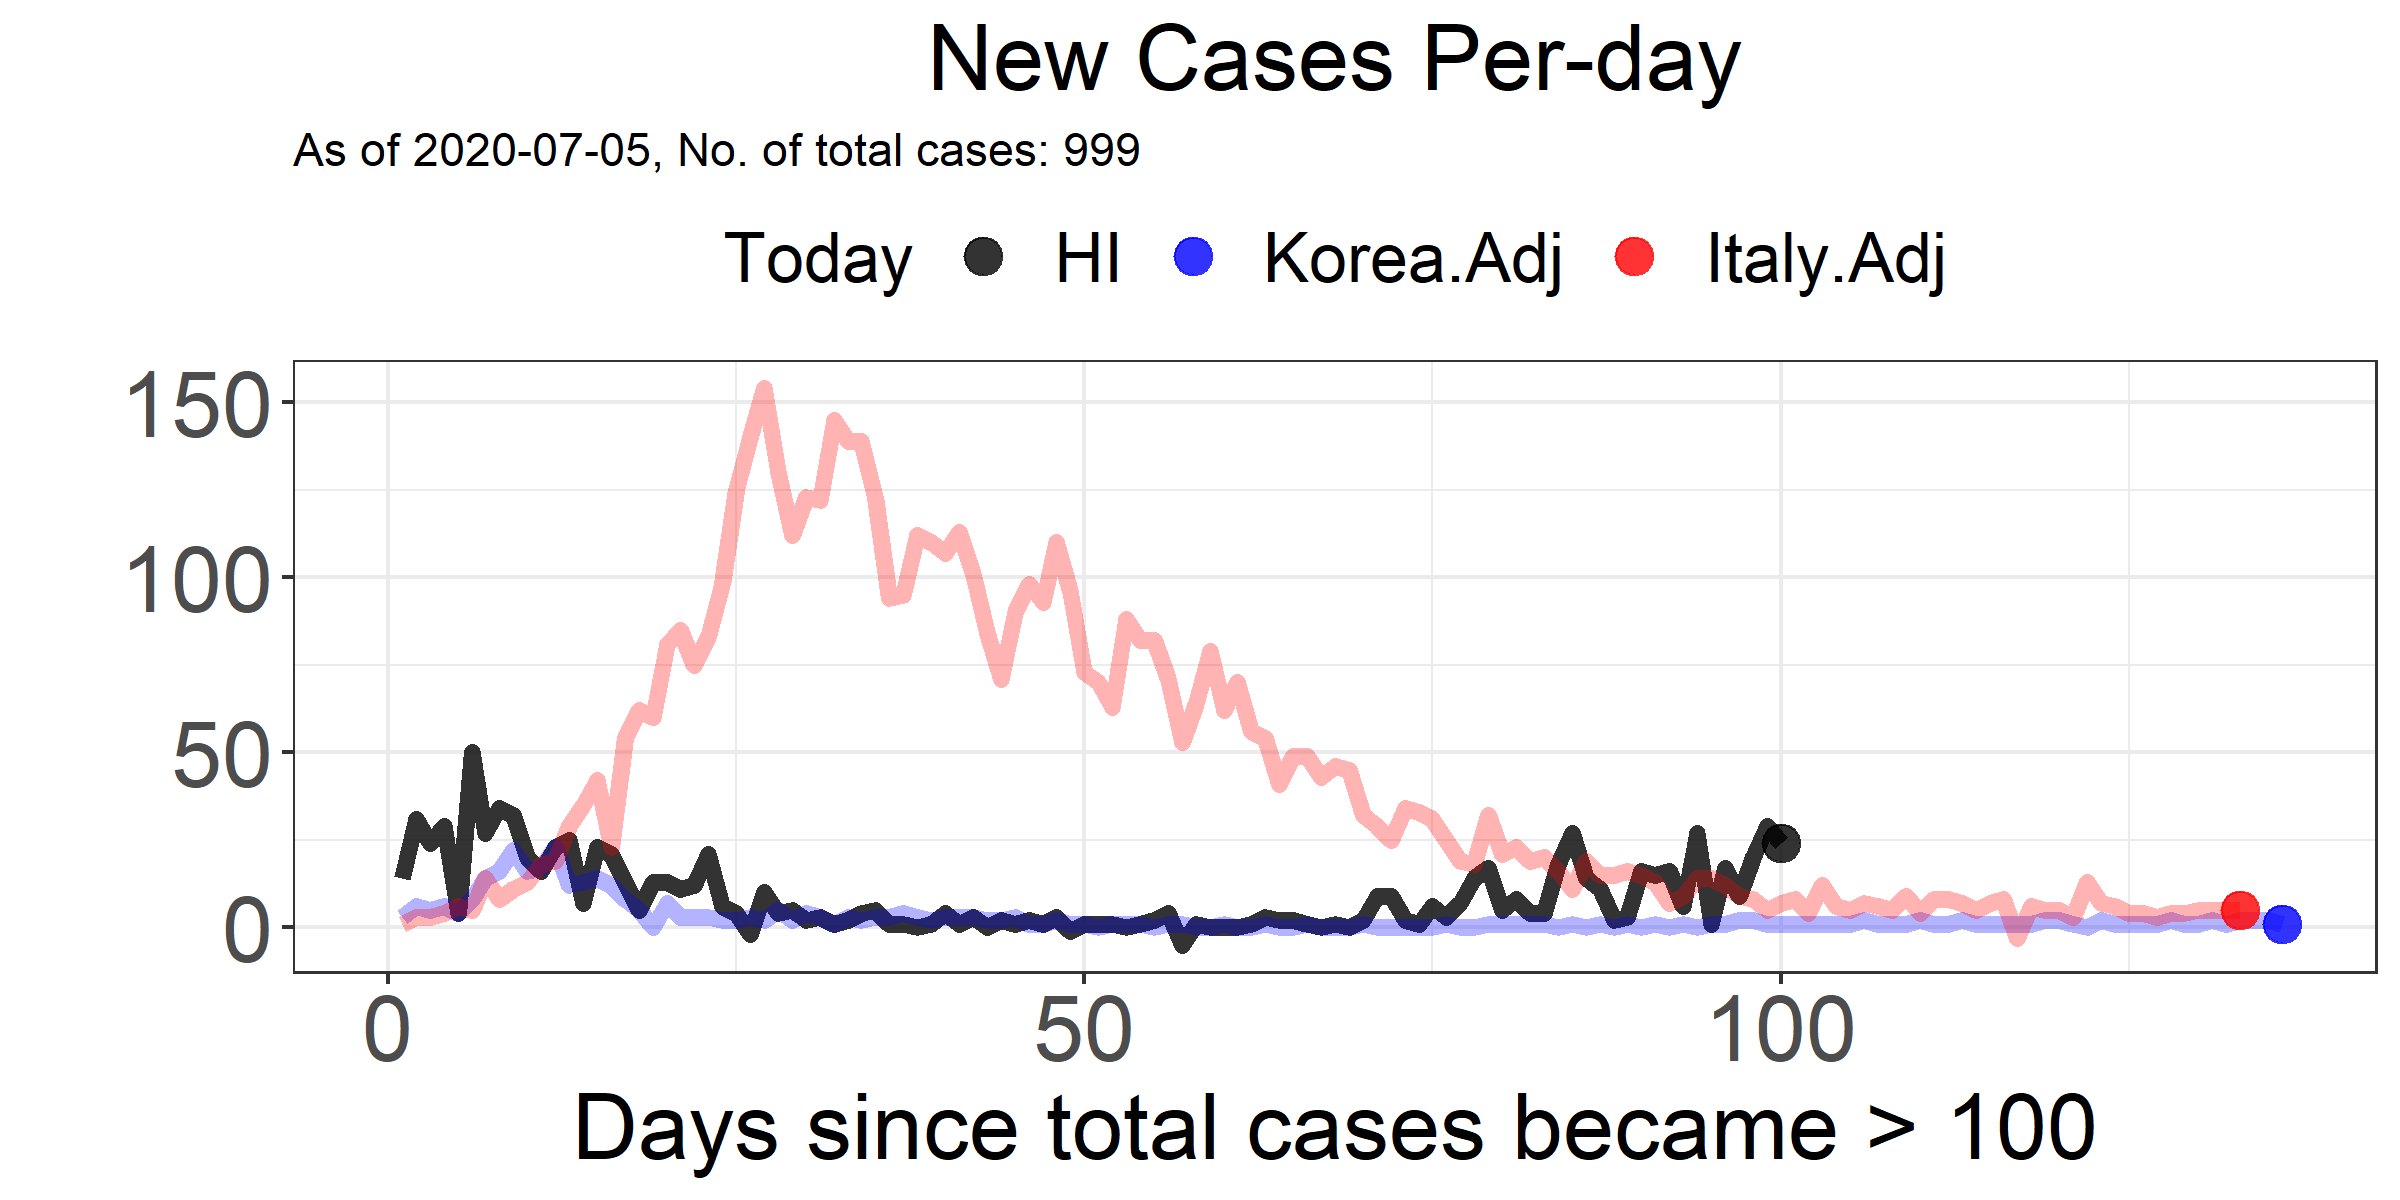 New Cases Per-day
As of 2020-07-05, No. of total cases: 999
Today HI Korea.Adj Italy.Adj
150
100
50
0
0 50 100
Days since total cases became > 100